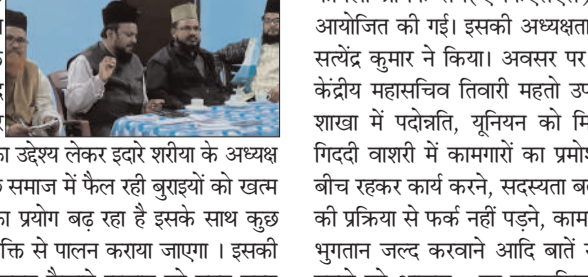 का उद्देश्य लेकर इदारे शरीया के अध्यक्ष
समाज में फैल रही बुराइयों को खत्म
का प्रयोग बढ़ रहा है इसके साथ कुछ
से पालन कराया जाएगा । इसकी
आयोजित की गई। इसकी अध्यक्षता
सत्येंद्र कुमार ने किया। अवसर पर
केंद्रीय महासचिव तिवारी महतो
शाखा में पदोन्नति, यूनियन को
गिददी वाशरी में कामगारों का
बीच रहकर कार्य करने, सदस्यता
की प्रक्रिया से फर्क नहीं पड़ने,
भुगतान जल्द करवाने आदि बातें